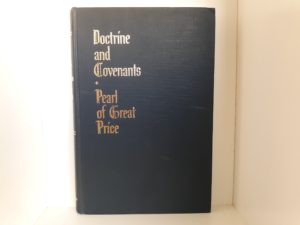 Doctrine
and
Covenants
Pearl
of Great
Price